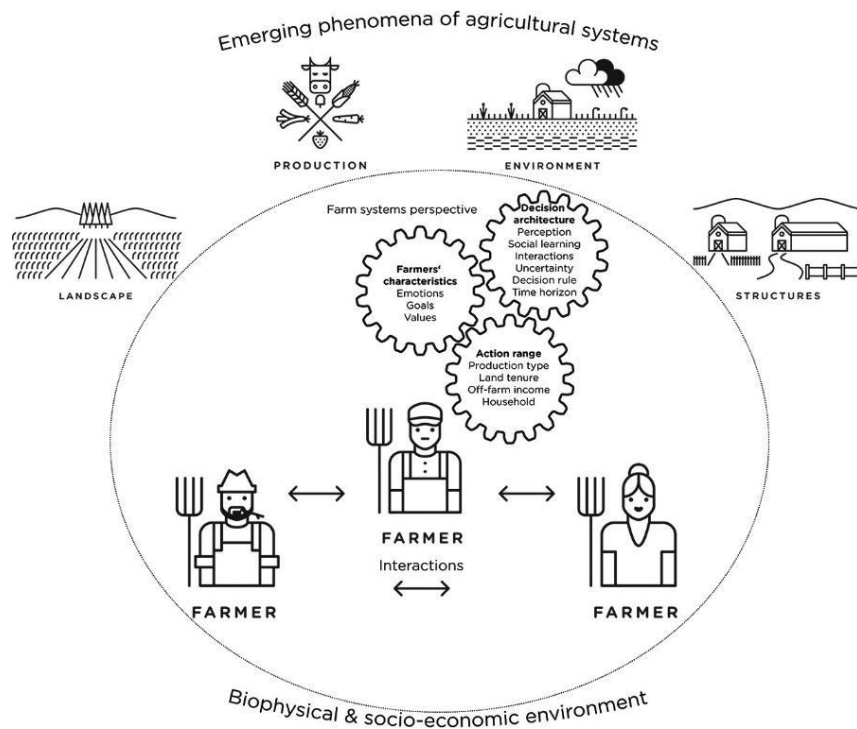 Emerging phenomena of agricultural systems
PRODUCTION
ENVIRONMENT
LANDSCAPE
STRUCTURES
Farm systems perspective
Decision
architecture
Perception
Social learning
Interactions
Uncertainty
Decision rule
Time horizon
Farmers'
characteristics
Emotions
Goals
Values
Action range
Production type
Land tenure
Off-farm income
Household
FARMER
Interactions
FARMER
FARMER
Biophysical & socio-economic environment